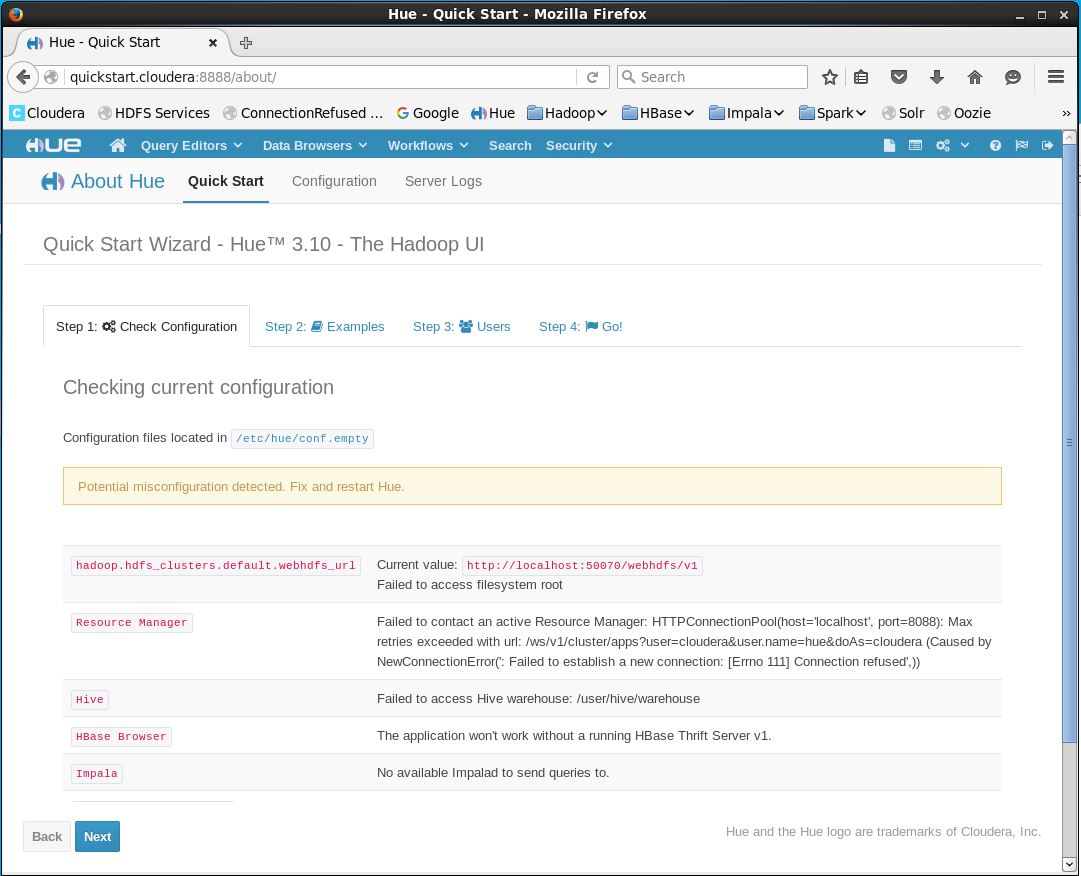 Hue - Quick Start - Mozilla Firefox
Hue - Quick Start
quickstart.cloudera:8888/about/
Search
Cloudera HDFS Services ConnectionRefused ... Google Hue Hadoop HBase Impala Spark Solr Oozie »
HUE Query Editors Data Browsers Workflows Search Security
About Hue Quick Start Configuration Server Logs
Quick Start Wizard - Hue™ 3.10 - The Hadoop UI
Step 1: Check Configuration Step 2: Examples Step 3: Users Step 4: Go!
Checking current configuration
Configuration files located in /etc/hue/conf.empty
Potential misconfiguration detected. Fix and restart Hue.
hadoop.hdfs_clusters.default.webhdfs_url Current value: http://localhost:50070/webhdfs/v1
Failed to access filesystem root
Resource Manager Failed to contact an active Resource Manager: HTTPConnectionPool(host='localhost', port=8088): Max
retries exceeded with url: /ws/v1/cluster/apps?user=cloudera&user.name=hue&doAs=cloudera (Caused by
NewConnectionError(': Failed to establish a new connection: [Errno 111] Connection refused',))
Hive Failed to access Hive warehouse: /user/hive/warehouse
HBase Browser The application won't work without a running HBase Thrift Server v1.
Impala No available Impalad to send queries to.
Back Next
Hue and the Hue logo are trademarks of Cloudera, Inc.